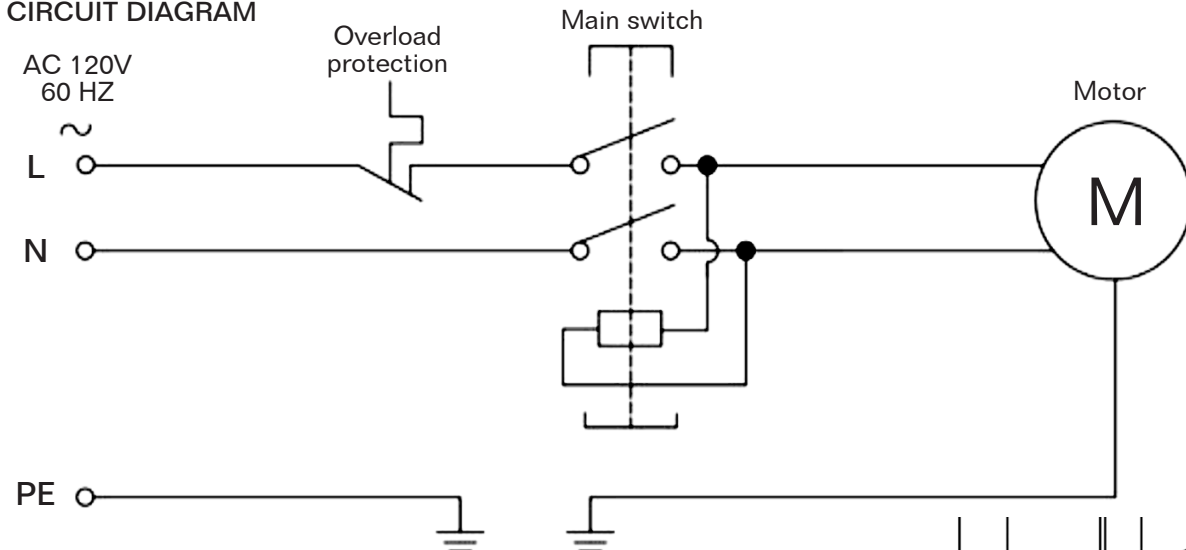 CIRCUIT DIAGRAM
Main switch
Overload
protection
AC 120V
60 HZ
~
Motor
L
M
N
PE